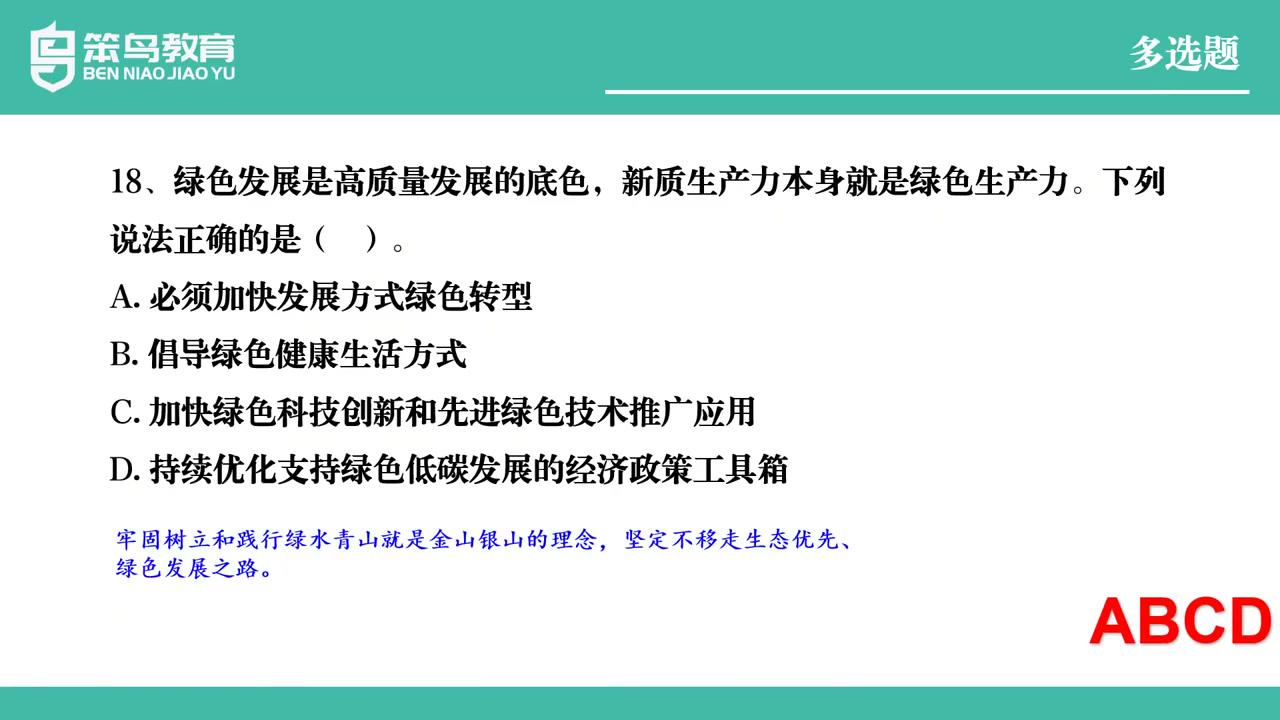 笨鸟教育
BEN NIAO JIAO YU
多选题
18、绿色发展是高质量发展的底色，新质生产力本身就是绿色生产力。下列
说法正确的是（　）。
A. 必须加快发展方式绿色转型
B. 倡导绿色健康生活方式
C. 加快绿色科技创新和先进绿色技术推广应用
D. 持续优化支持绿色低碳发展的经济政策工具箱
牢固树立和践行绿水青山就是金山银山的理念，坚定不移走生态优先、
绿色发展之路。
ABCD